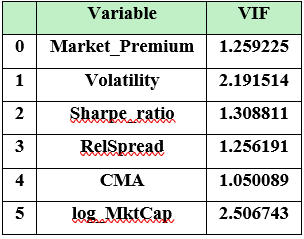 Variable VIF
0 Market_Premium 1.259225
1 Volatility 2.191514
2 Sharpe_ratio 1.308811
3 RelSpread 1.256191
4 CMA 1.050089
5 log_MktCap 2.506743